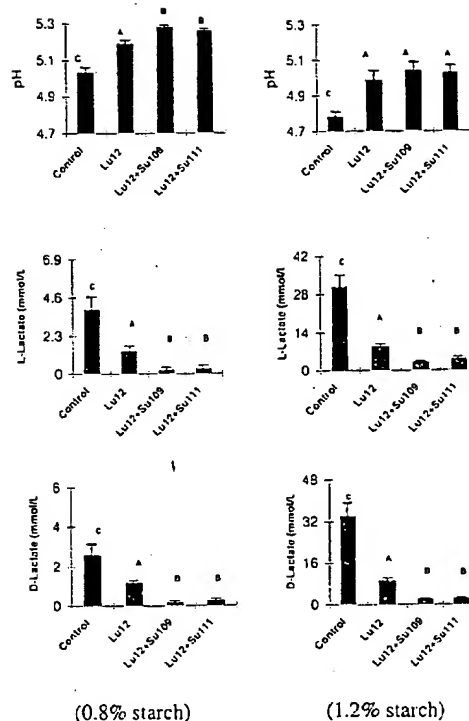 5.3
5.1
4.9
4.7
pH
C
A
B
B
Control
Lu12
Lu12+Su109
Lu12+Su111
5.3
5.1
4.9
4.7
pH
C
A
A
A
Control
Lu12
Lu12+Su109
Lu12+Su111
6.9
4.6
2.3
0
L-Lactate (mmol/L)
C
A
B
B
Control
Lu12
Lu12+Su109
Lu12+Su111
42
28
14
0
L-Lactate (mmol/L)
C
A
B
B
Control
Lu12
Lu12+Su109
Lu12+Su111
6
4
2
0
D-Lactate (mmol/L)
C
A
B
B
Control
Lu12
Lu12+Su109
Lu12+Su111
48
32
16
0
D-Lactate (mmol/L)
C
A
B
B
Control
Lu12
Lu12+Su109
Lu12+Su111
(0.8% starch)
(1.2% starch)